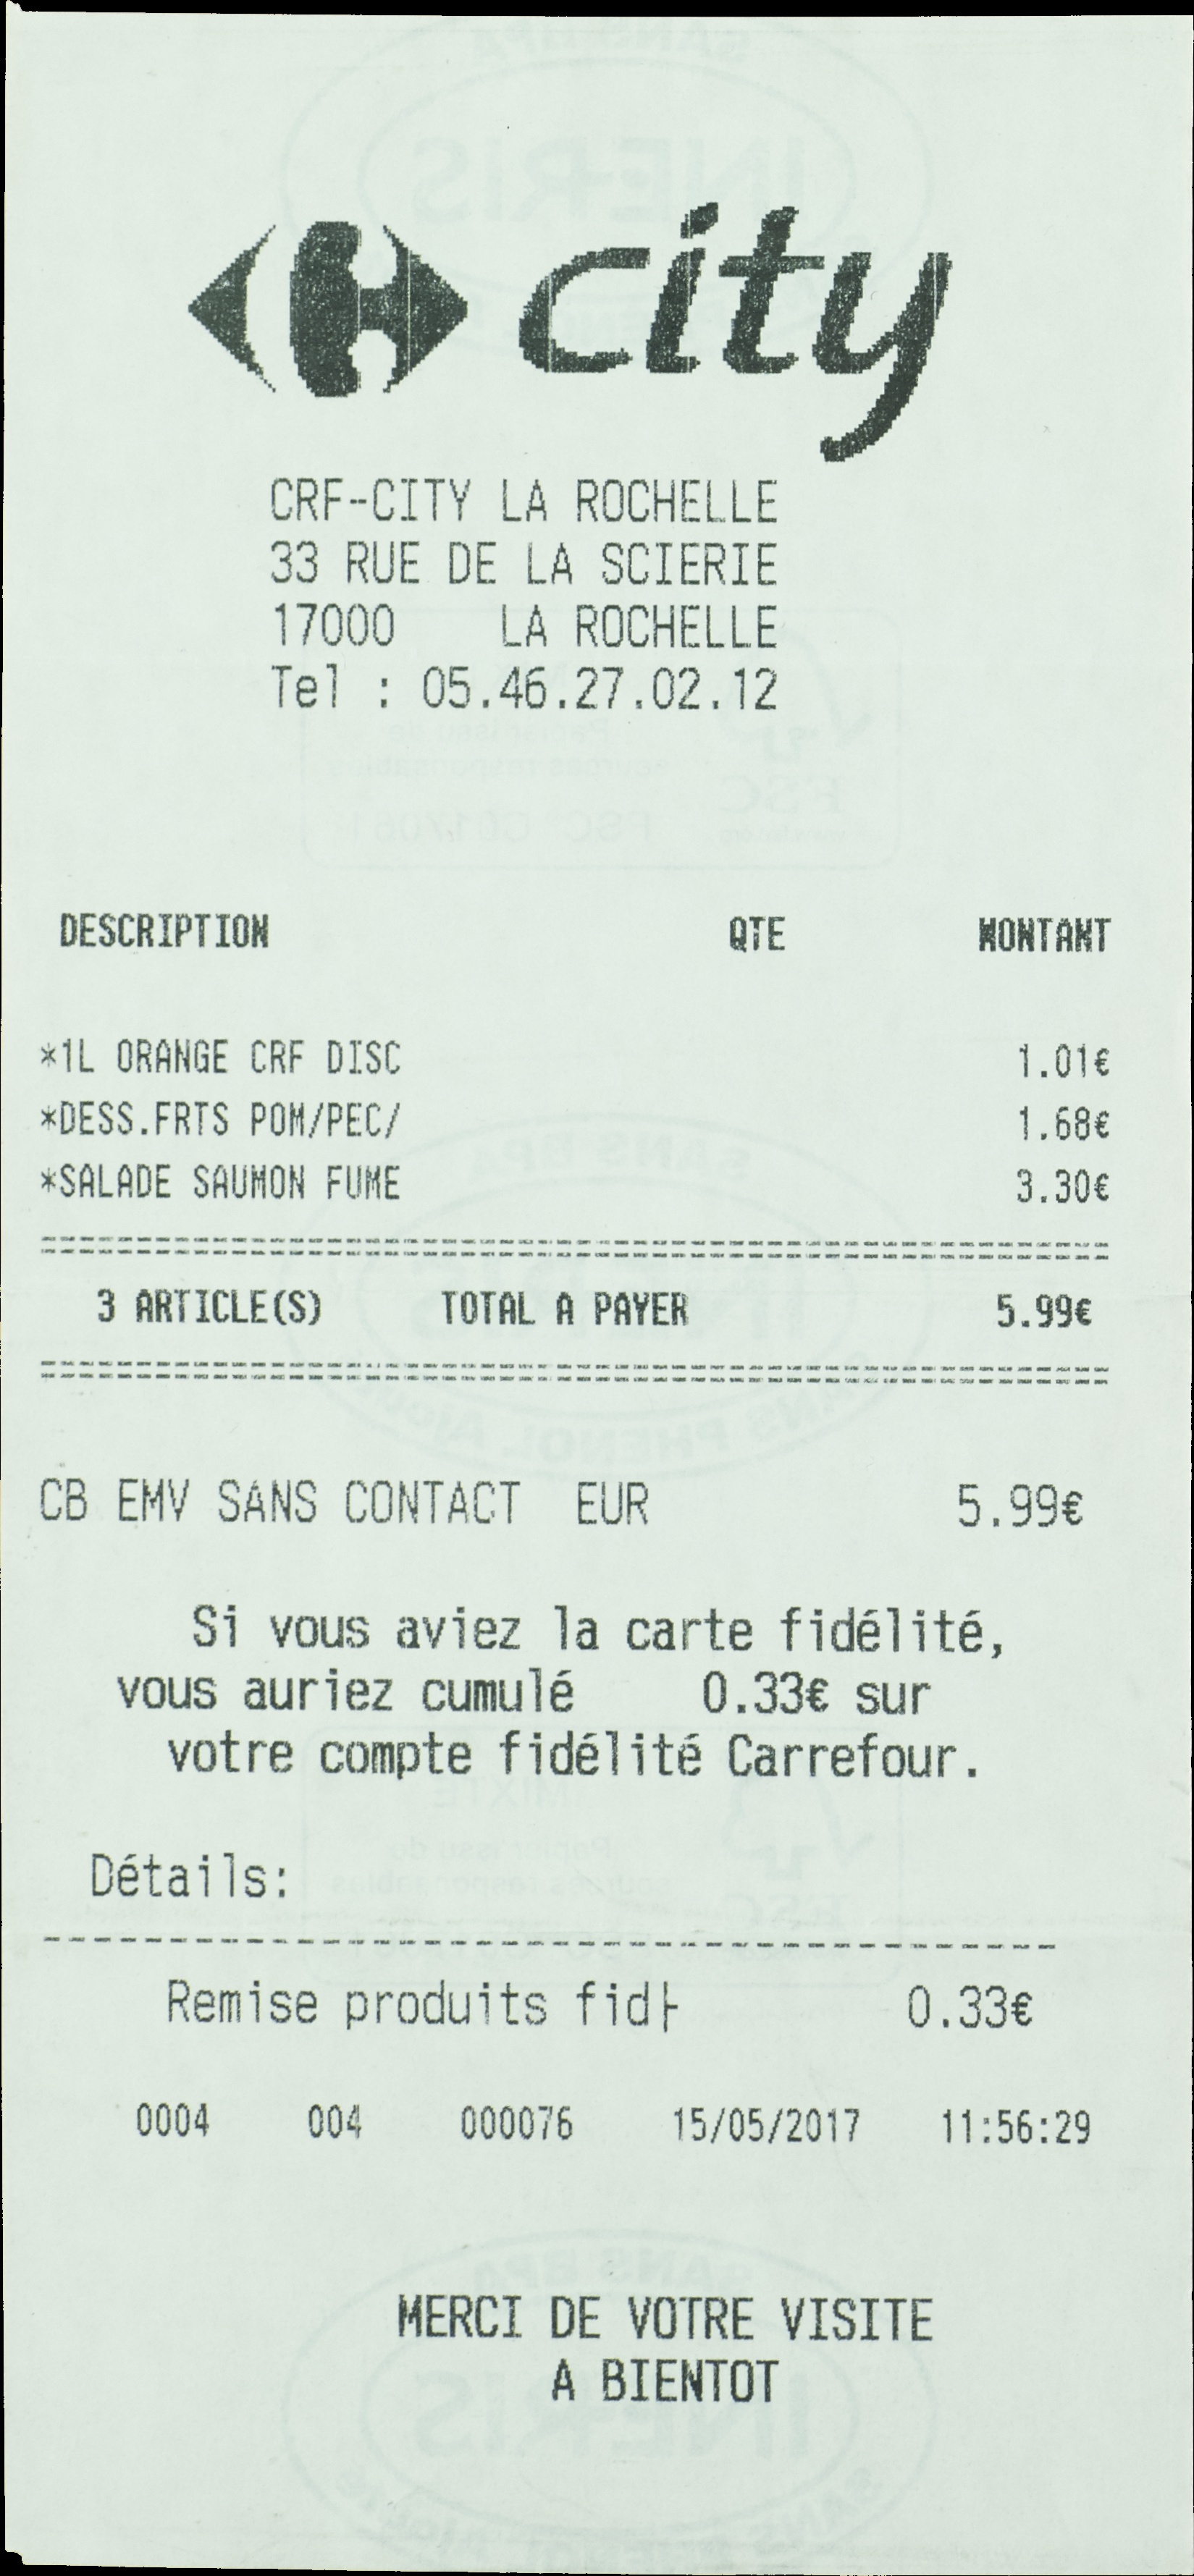 city
CRF-CITY LA ROCHELLE
33 RUE DE LA SCIERIE
17000 LA ROCHELLE
Tel : 05.46.27.02.12
DESCRIPTION QTE MONTANT
*1L ORANGE CRF DISC 1.01€
*DESS.FRTS POM/PEC/ 1.68€
*SALADE SAUMON FUME 3.30€
3 ARTICLE(S) TOTAL A PAYER 5.99€
CB EMV SANS CONTACT EUR 5.99€
Si vous aviez la carte fidélité,
vous auriez cumulé 0.33€ sur
votre compte fidélité Carrefour.
Détails:
Remise produits fid├ 0.33€
0004 004 000076 15/05/2017 11:56:29
MERCI DE VOTRE VISITE
A BIENTOT